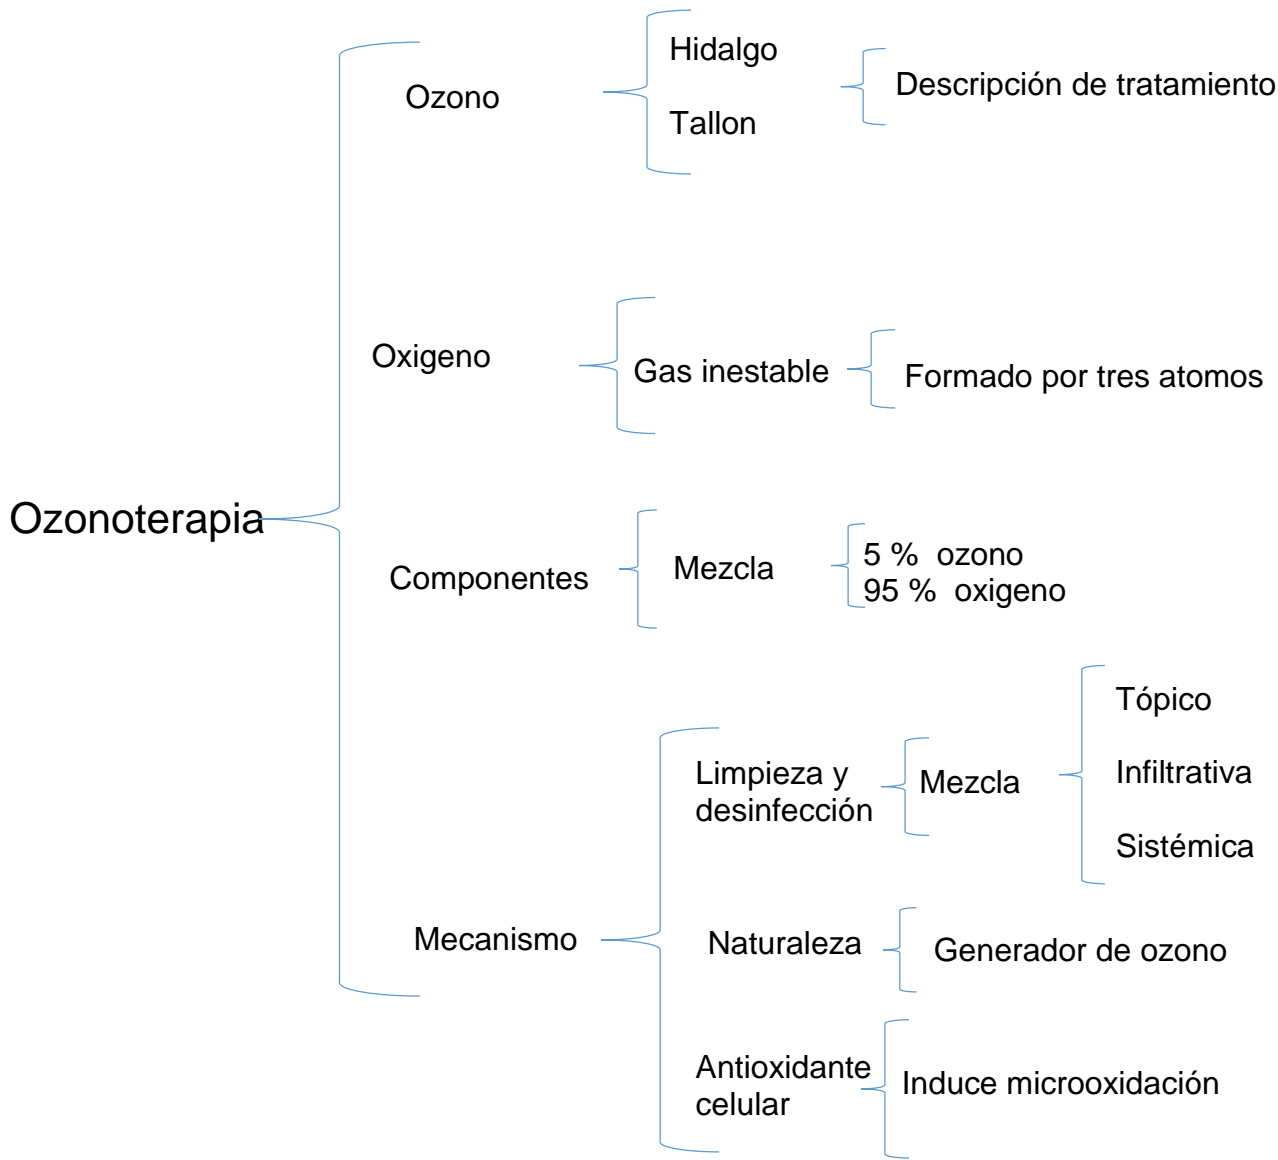 Ozonoterapia
Ozono
Hidalgo
Tallon
Descripción de tratamiento
Oxigeno
Gas inestable
Formado por tres atomos
Componentes
Mezcla
5 % ozono
95 % oxigeno
Mecanismo
Limpieza y
desinfección
Mezcla
Tópico
Infiltrativa
Sistémica
Naturaleza
Generador de ozono
Antioxidante
celular
Induce microoxidación